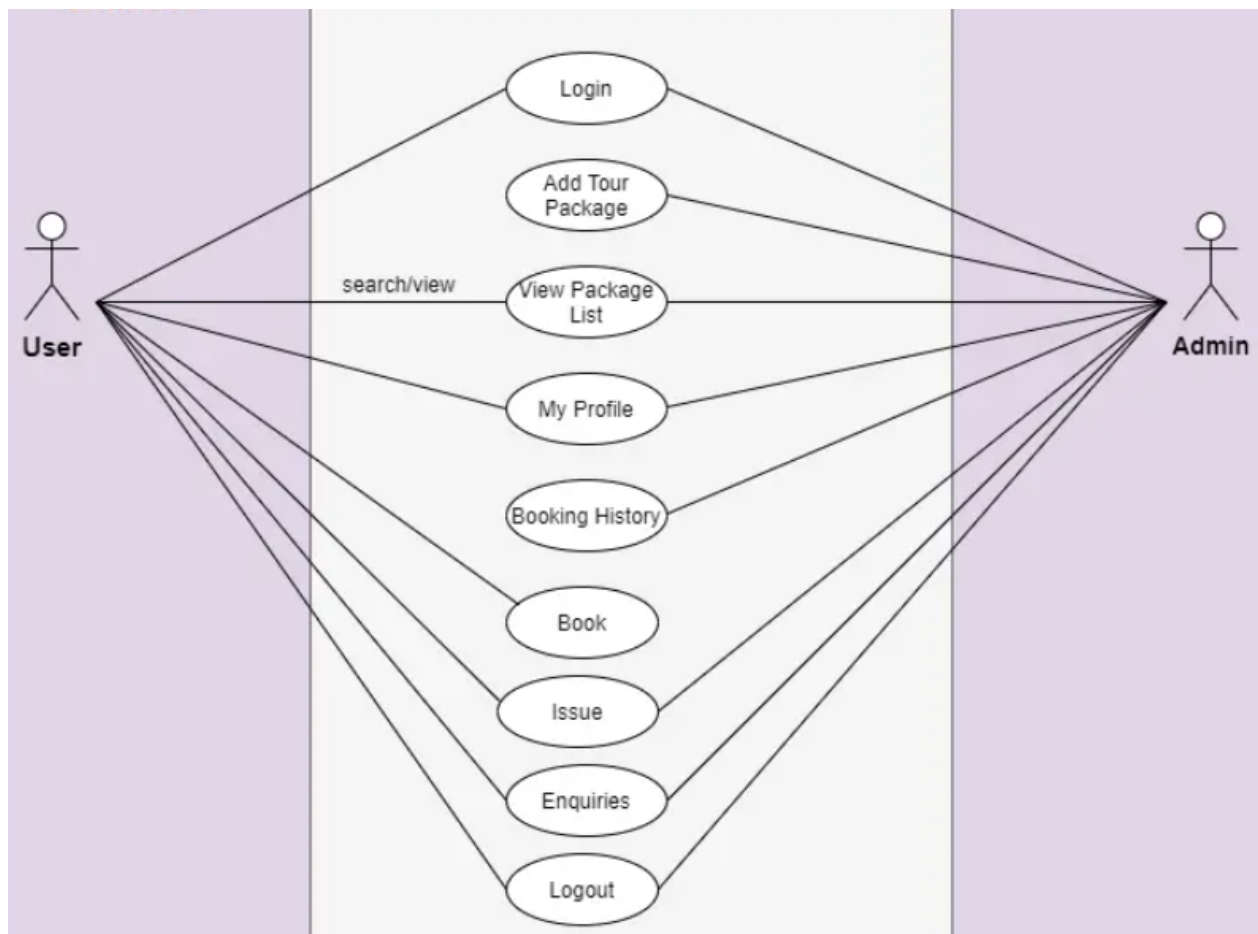 Login
Add Tour
Package
search/view
View Package
List
User
Admin
My Profile
Booking History
Book
Issue
Enquiries
Logout